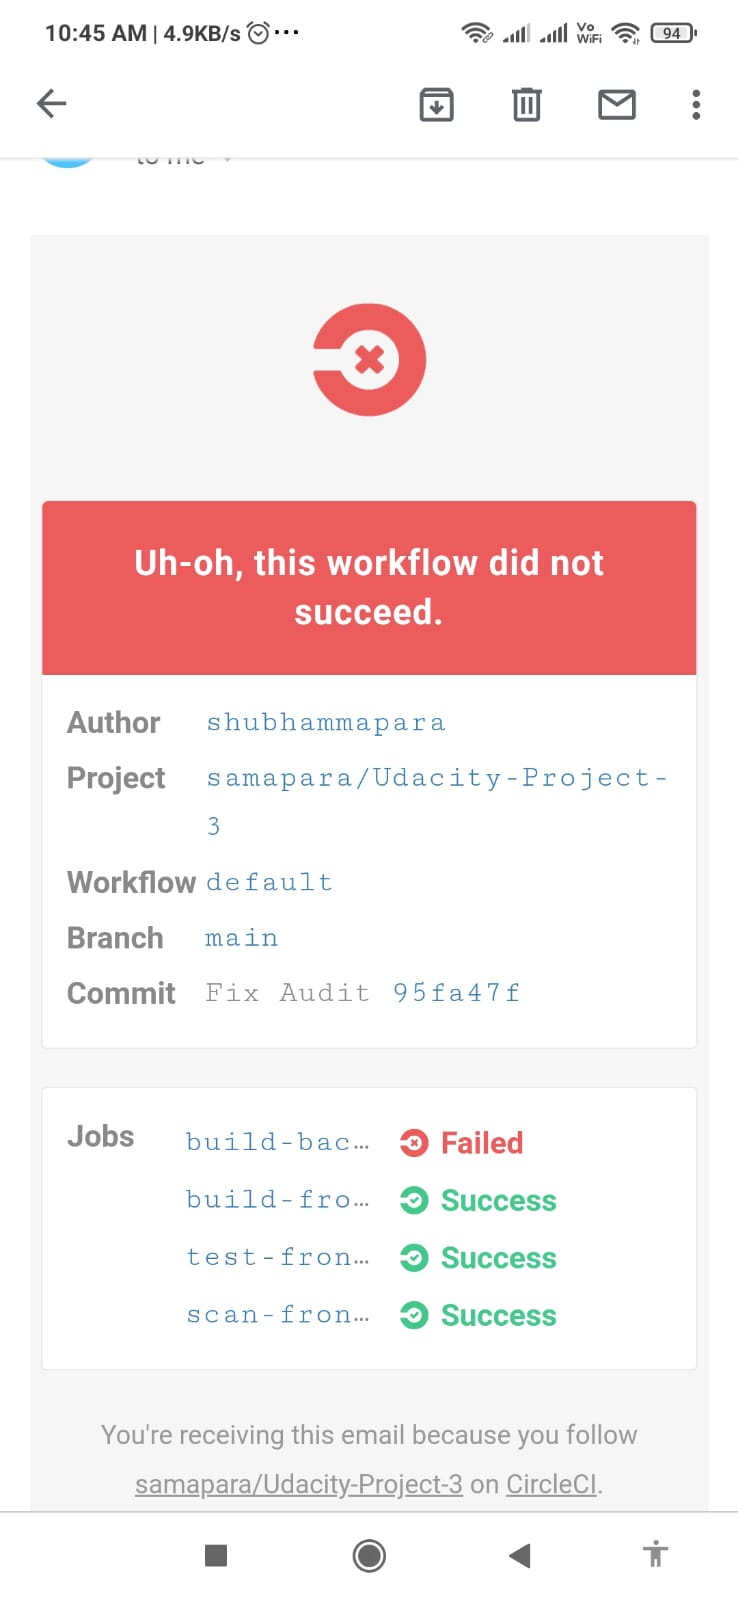 10:45 AM | 4.9KB/s ...
Vo
WiFi
94
to me
Uh-oh, this workflow did not
succeed.
Author shubhammapara
Project samapara/Udacity-Project-
3
Workflow default
Branch main
Commit Fix Audit 95fa47f
Jobs build-bac... Failed
build-fro... Success
test-fron... Success
scan-fron... Success
You're receiving this email because you follow
samapara/Udacity-Project-3 on CircleCI.